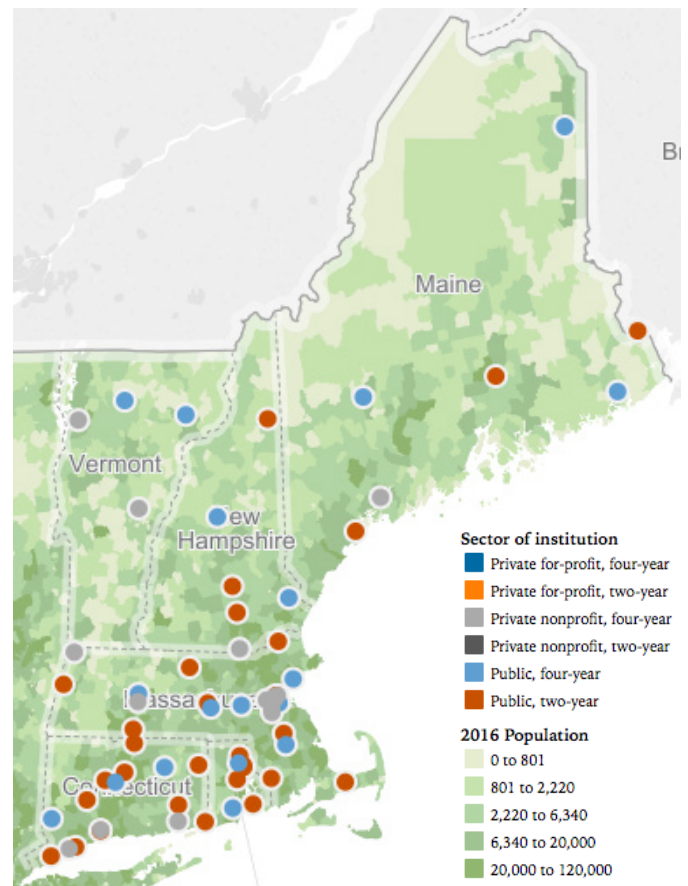 Br
Maine
Vermont
ew
Hampshire
Massachuse
Connecticut
Sector of institution
Private for-profit, four-year
Private for-profit, two-year
Private nonprofit, four-year
Private nonprofit, two-year
Public, four-year
Public, two-year
2016 Population
0 to 801
801 to 2,220
2,220 to 6,340
6,340 to 20,000
20,000 to 120,000